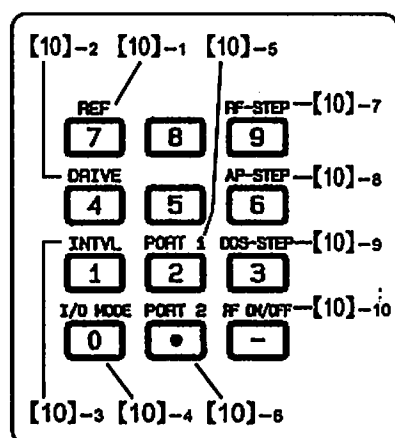 [10]-2 [10]-1 [10]-5
REF RF-STEP [10]-7
7 8 9
DRIVE AP-STEP [10]-8
4 5 6
INTVL PORT 1 DOS-STEP [10]-9
1 2 3
I/O MODE PORT 2 RF ON/OFF [10]-10
0 • -
[10]-3 [10]-4 [10]-6